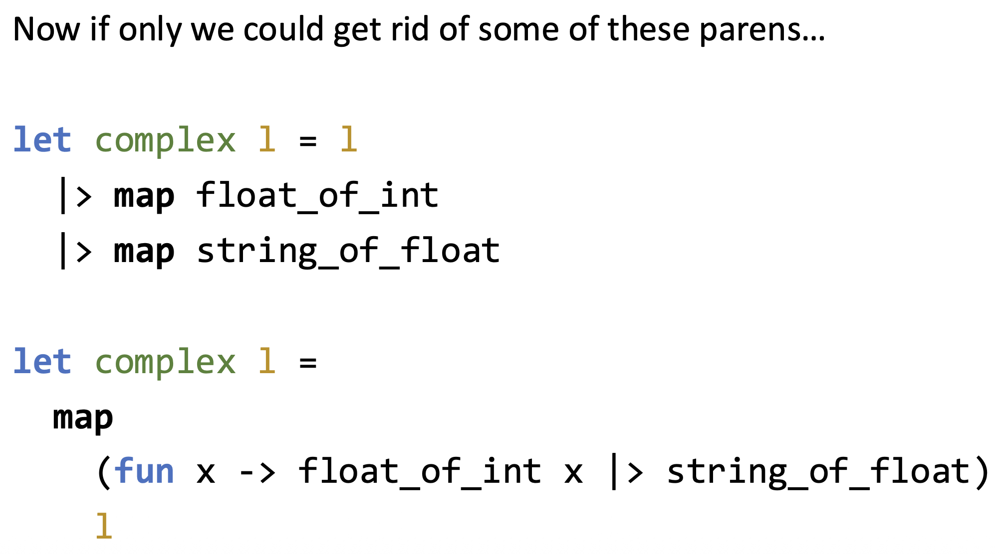 Now if only we could get rid of some of these parens…
let complex l = l
|> map float_of_int
|> map string_of_float
let complex l =
map
(fun x -> float_of_int x |> string_of_float)
l